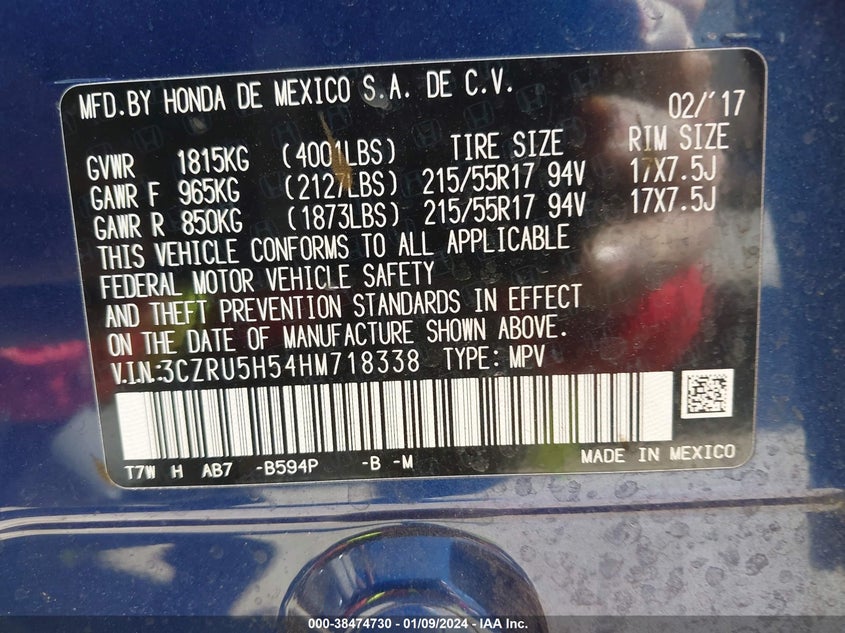 MFD.BY HONDA DE MEXICO S.A. DE C.V.
02/'17
GVWR 1815KG (4001LBS) TIRE SIZE RIM SIZE
GAWR F 965KG (2127LBS) 215/55R17 94V 17X7.5J
GAWR R 850KG (1873LBS) 215/55R17 94V 17X7.5J
THIS VEHICLE CONFORMS TO ALL APPLICABLE
FEDERAL MOTOR VEHICLE SAFETY
AND THEFT PREVENTION STANDARDS IN EFFECT
ON THE DATE OF MANUFACTURE SHOWN ABOVE.
V.I.N.:3CZRU5H54HM718338 TYPE: MPV
T7W H AB7 -B594P -B -M MADE IN MEXICO
000-38474730 - 01/09/2024 - IAA Inc.